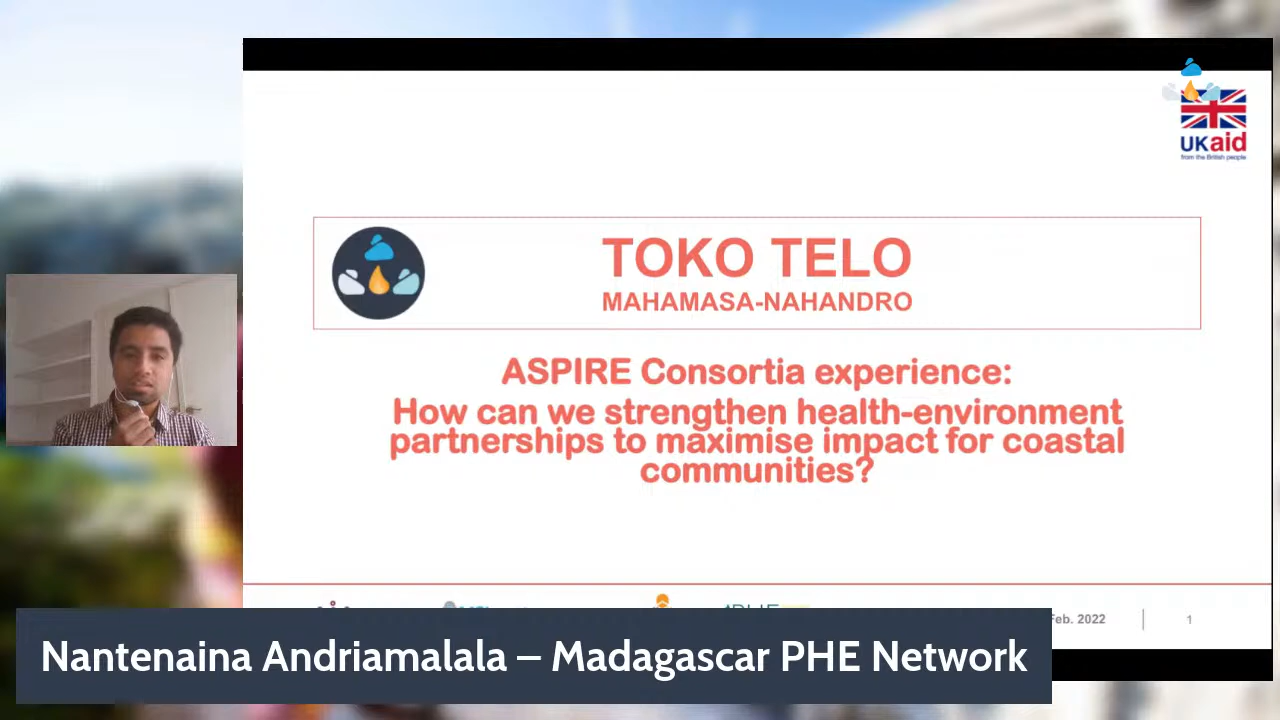 UKaid
from the British people
TOKO TELO
MAHAMASA-NAHANDRO
ASPIRE Consortia experience:
How can we strengthen health-environment
partnerships to maximise impact for coastal
communities?
Feb. 2022
1
Nantenaina Andriamalala – Madagascar PHE Network